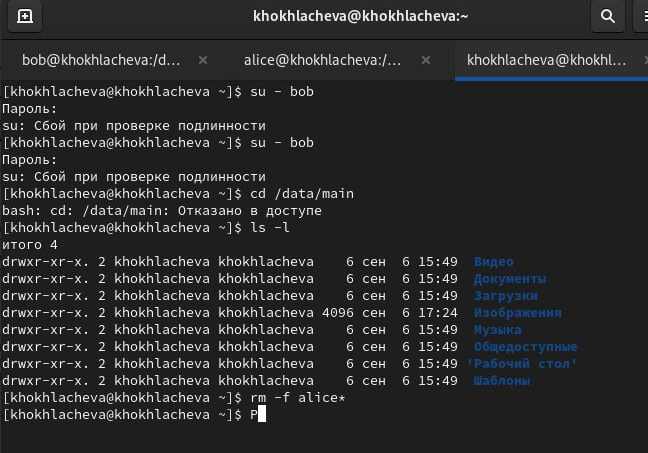 khokhlacheva@khokhlacheva:~
bob@khokhlacheva:/d... × alice@khokhlacheva:/... × khokhlacheva@khokhl...
[khokhlacheva@khokhlacheva ~]$ su - bob
Пароль:
su: Сбой при проверке подлинности
[khokhlacheva@khokhlacheva ~]$ su - bob
Пароль:
su: Сбой при проверке подлинности
[khokhlacheva@khokhlacheva ~]$ cd /data/main
bash: cd: /data/main: Отказано в доступе
[khokhlacheva@khokhlacheva ~]$ ls -l
итого 4
drwxr-xr-x. 2 khokhlacheva khokhlacheva    6 сен  6 15:49  Видео
drwxr-xr-x. 2 khokhlacheva khokhlacheva    6 сен  6 15:49  Документы
drwxr-xr-x. 2 khokhlacheva khokhlacheva    6 сен  6 15:49  Загрузки
drwxr-xr-x. 2 khokhlacheva khokhlacheva 4096 сен  6 17:24  Изображения
drwxr-xr-x. 2 khokhlacheva khokhlacheva    6 сен  6 15:49  Музыка
drwxr-xr-x. 2 khokhlacheva khokhlacheva    6 сен  6 15:49  Общедоступные
drwxr-xr-x. 2 khokhlacheva khokhlacheva    6 сен  6 15:49 'Рабочий стол'
drwxr-xr-x. 2 khokhlacheva khokhlacheva    6 сен  6 15:49  Шаблоны
[khokhlacheva@khokhlacheva ~]$ rm -f alice*
[khokhlacheva@khokhlacheva ~]$ P